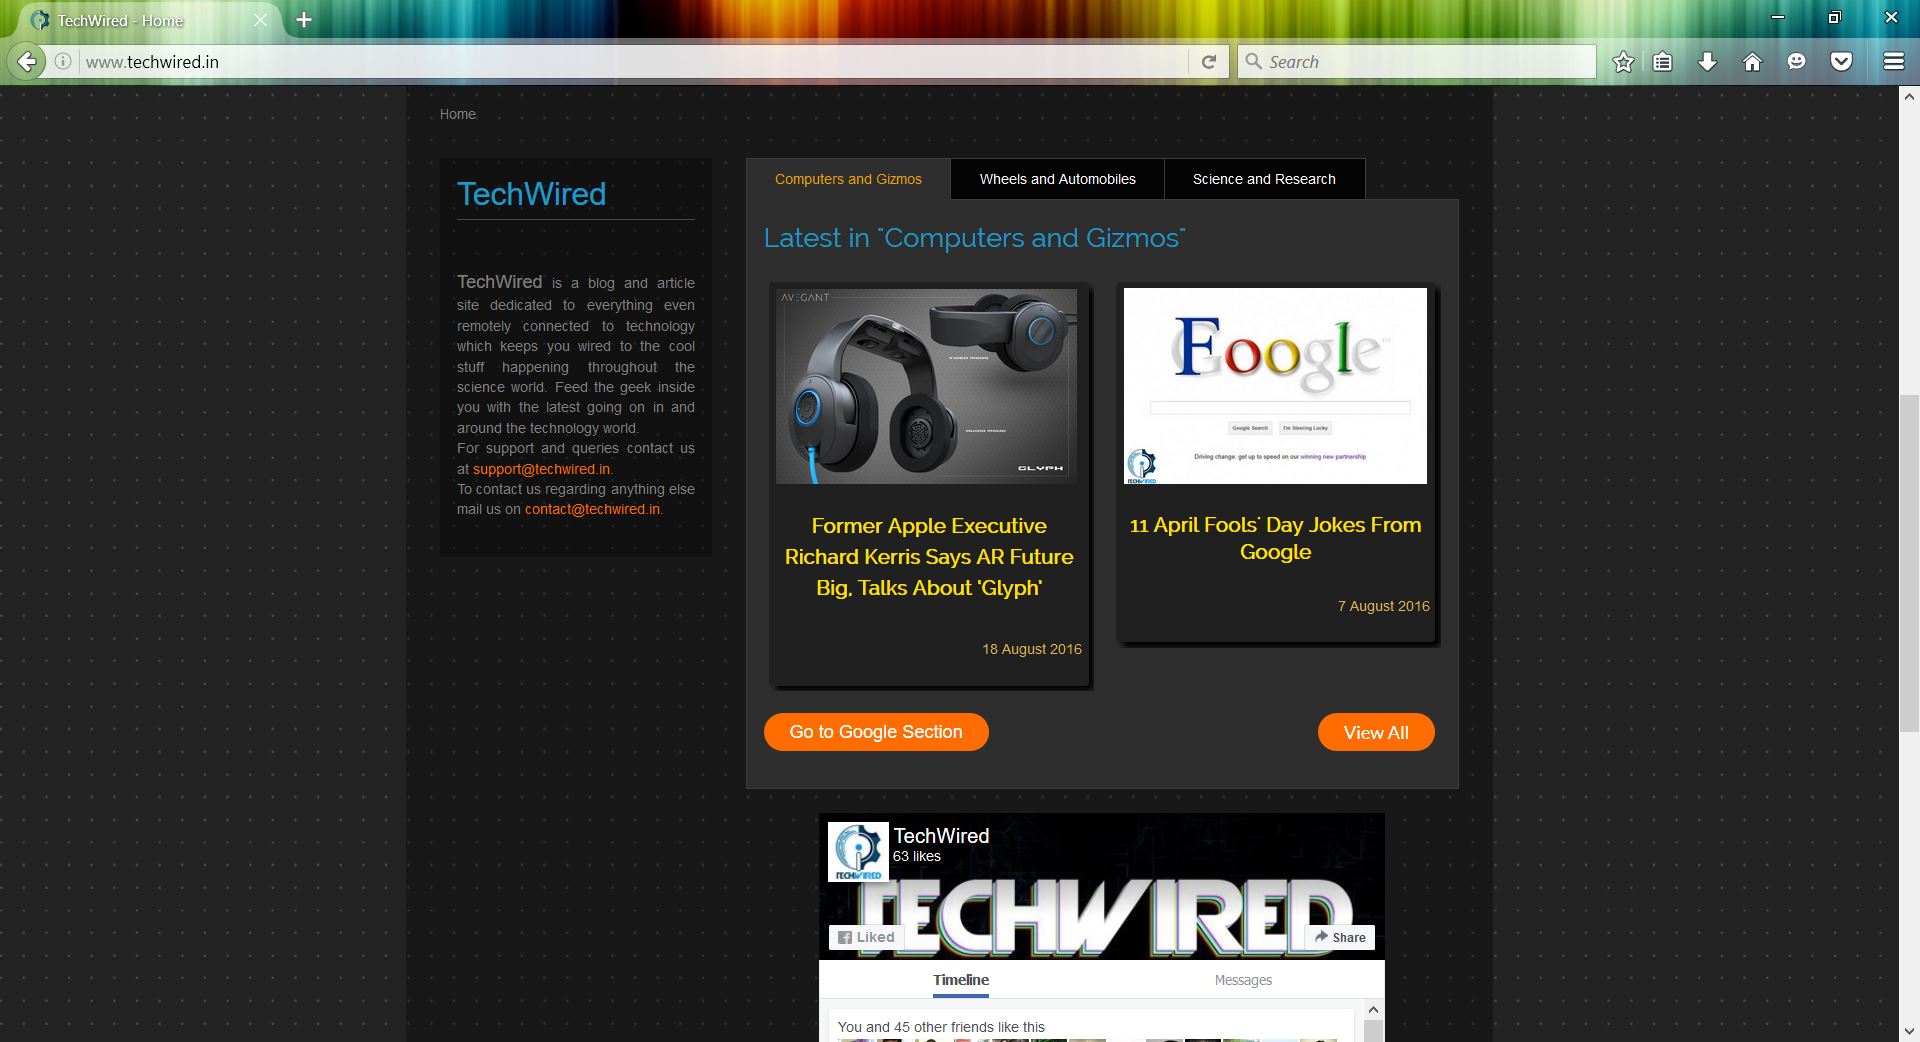 TechWired - Home
www.techwired.in
Search
Home
TechWired
TechWired is a blog and article
site dedicated to everything even
remotely connected to technology
which keeps you wired to the cool
stuff happening throughout the
science world. Feed the geek inside
you with the latest going on in and
around the technology world.
For support and queries contact us
at support@techwired.in.
To contact us regarding anything else
mail us on contact@techwired.in.
Computers and Gizmos
Wheels and Automobiles
Science and Research
Latest in "Computers and Gizmos"
AVEGANT
VIDEO MODE
AUDIO MODE
GLYPH
Former Apple Executive
Richard Kerris Says AR Future
Big, Talks About 'Glyph'
18 August 2016
Foogle
Google Search
I'm Steering Lucky
Driving change: get up to speed on our winning new partnership
TECHWIRED
11 April Fools' Day Jokes From
Google
7 August 2016
Go to Google Section
View All
TECHWIRED
TechWired
63 likes
TECHWIRED
Liked
Share
Timeline
Messages
You and 45 other friends like this